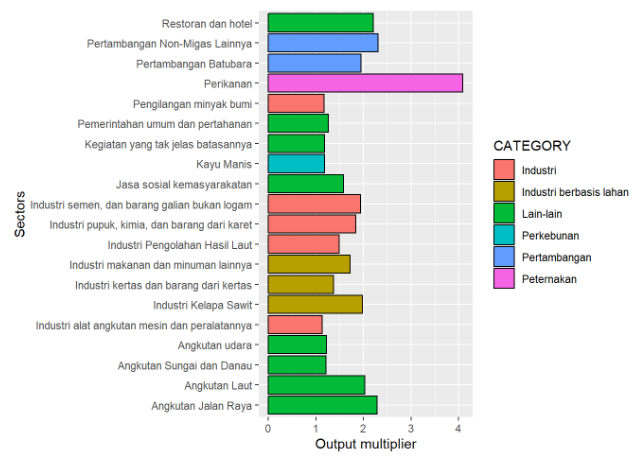 Restoran dan hotel
Pertambangan Non-Migas Lainnya
Pertambangan Batubara
Perikanan
Pengilangan minyak bumi
Pemerintahan umum dan pertahanan
Kegiatan yang tak jelas batasannya
Kayu Manis
Jasa sosial kemasyarakatan
Industri semen, dan barang galian bukan logam
Industri pupuk, kimia, dan barang dari karet
Industri Pengolahan Hasil Laut
Industri makanan dan minuman lainnya
Industri kertas dan barang dari kertas
Industri Kelapa Sawit
Industri alat angkutan mesin dan peralatannya
Angkutan udara
Angkutan Sungai dan Danau
Angkutan Laut
Angkutan Jalan Raya
Sectors
0 1 2 3 4
Output multiplier
CATEGORY
Industri
Industri berbasis lahan
Lain-lain
Perkebunan
Pertambangan
Peternakan